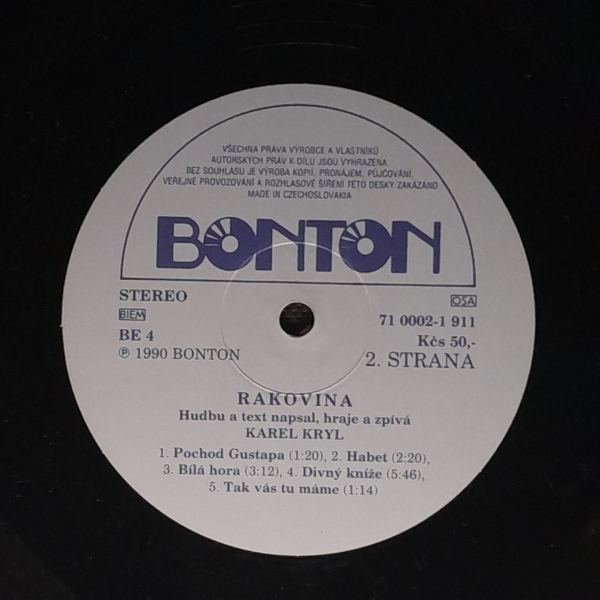 VŠECHNA PRÁVA VÝROBCE A VLASTNÍKŮ
AUTORSKÝCH PRÁV K DÍLU JSOU VYHRAZENA.
BEZ SOUHLASU JE VÝROBA KOPIÍ, PRONÁJEM, PŮJČOVÁNÍ,
VEŘEJNÉ PROVOZOVÁNÍ A ROZHLASOVÉ ŠÍŘENÍ TÉTO DESKY ZAKÁZÁNO
MADE IN CZECHOSLOVAKIA
BONTON
STEREO
OSA
BIEM
71 0002-1 911
BE 4
Kčs 50,-
℗ 1990 BONTON
2. STRANA
RAKOVINA
Hudbu a text napsal, hraje a zpívá
KAREL KRYL
1. Pochod Gustapa (1:20), 2. Habet (2:20),
3. Bílá hora (3:12), 4. Divný kníže (5:46),
5. Tak vás tu máme (1:14)